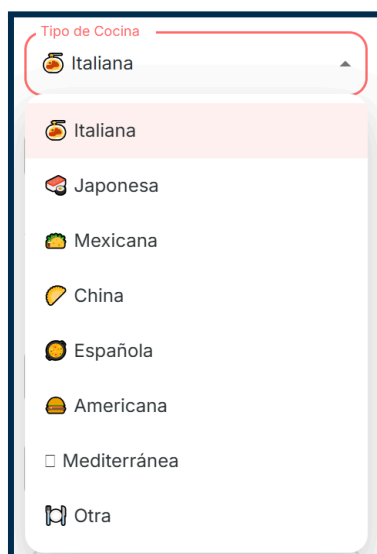 Tipo de Cocina
🍝 Italiana
🍝 Italiana
🍣 Japonesa
🌮 Mexicana
🥟 China
🥘 Española
🍔 Americana
□ Mediterránea
🍽 Otra